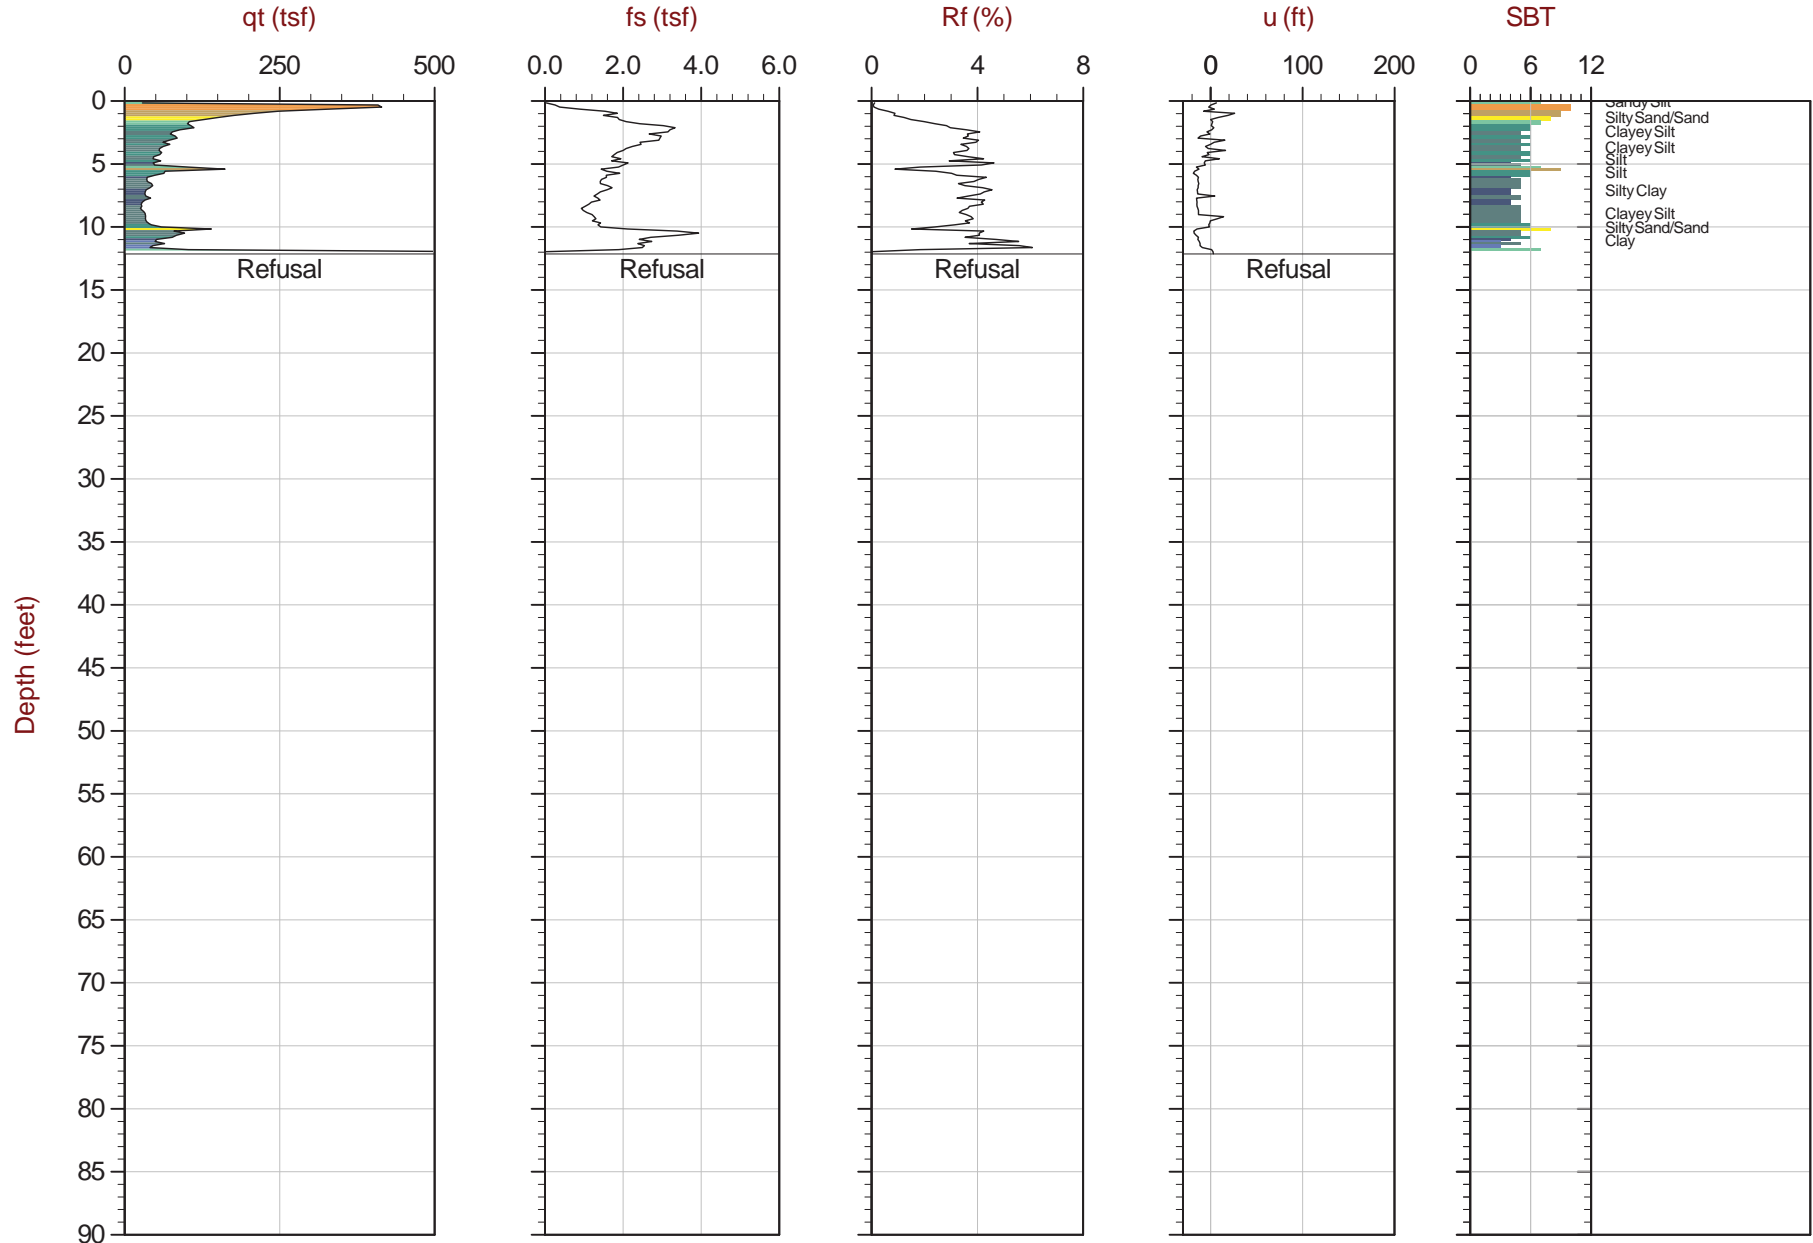 qt (tsf) fs (tsf) Rf (%) u (ft) SBT
0 250 500 0.0 2.0 4.0 6.0 0 4 8 0 100 200 0 6 12
0
Sandy Silt
Silty Sand/Sand
Clayey Silt
Clayey Silt
5
Silt
Silt
Silty Clay
Clayey Silt
10
Silty Sand/Sand
Clay
Refusal Refusal Refusal Refusal
15
20
25
30
35
40
45
50
55
60
65
70
75
80
85
90
Depth (feet)